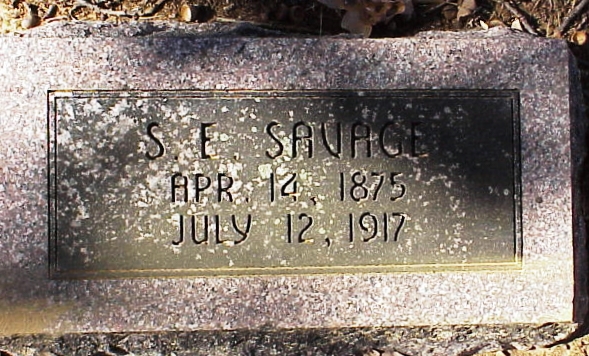 S. E. SAVAGE
APR. 14, 1875
JULY 12, 1917